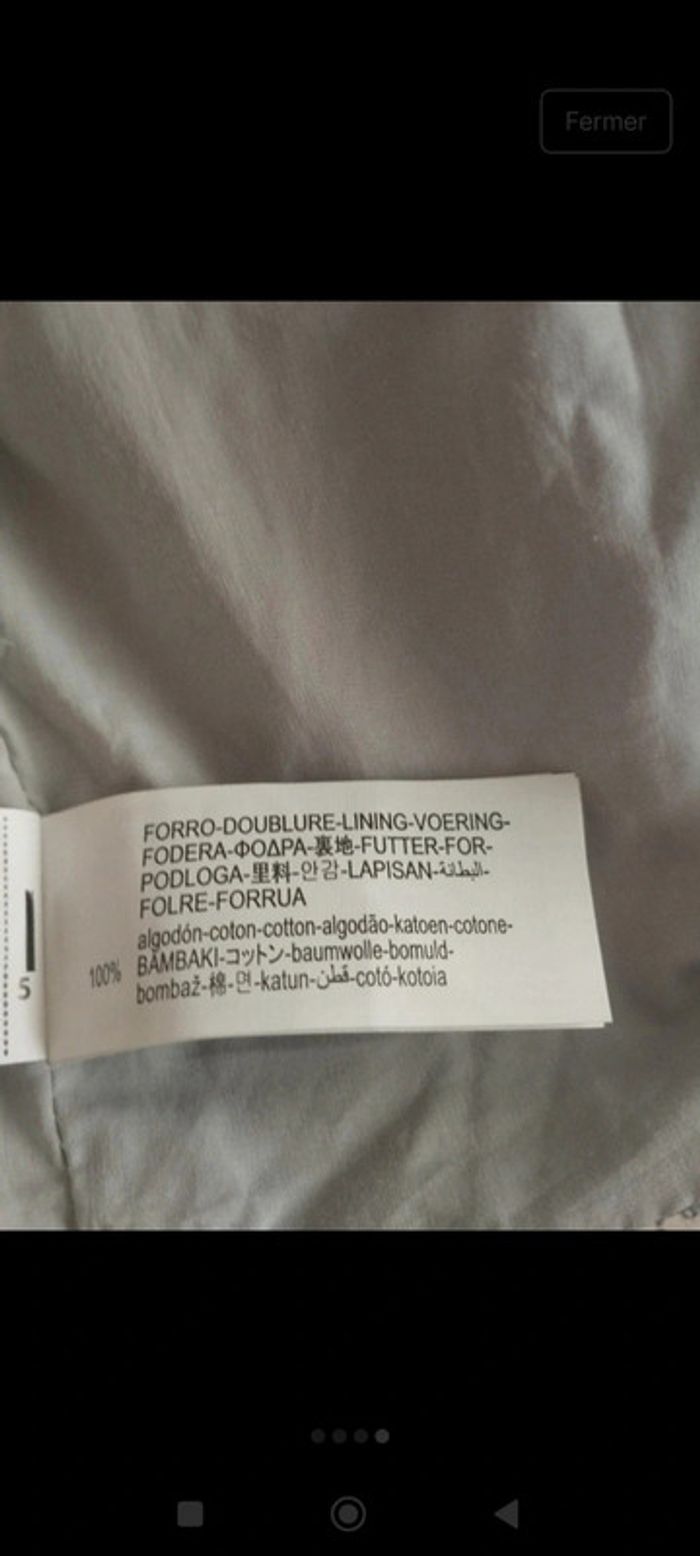 Fermer
FORRO-DOUBLURE-LINING-VOERING-
FODERA-ΦΟΔΡΑ-裏地-FUTTER-FOR-
PODLOGA-里料-안감-LAPISAN-البطانة-
FOLRE-FORRUA
algodón-coton-cotton-algodão-katoen-cotone-
BAMBAKI-コットン-baumwolle-bomuld-
100% bombaž-棉-면-katun-قطن-cotó-kotoia
5